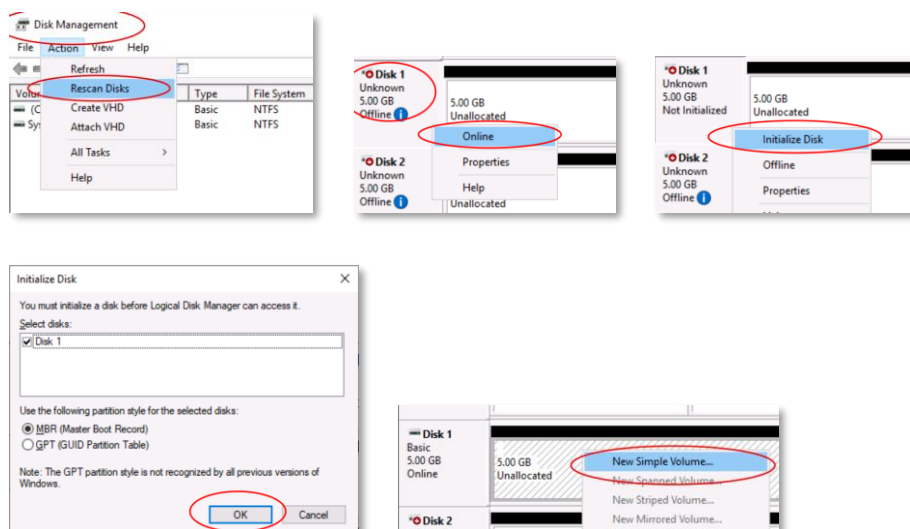 Disk Management
File Action View Help
Refresh
Rescan Disks
Create VHD
Attach VHD
All Tasks >
Help
Type File System
Basic NTFS
Basic NTFS
Disk 1
Unknown
5.00 GB
Offline
5.00 GB
Unallocated
Online
Properties
Help
Disk 2
Unknown
5.00 GB
Offline
Unallocated
Disk 1
Unknown
5.00 GB
Not Initialized
5.00 GB
Unallocated
Initialize Disk
Offline
Properties
Disk 2
Unknown
5.00 GB
Offline
Initialize Disk
You must initialize a disk before Logical Disk Manager can access it.
Select disks:
Disk 1
Use the following partition style for the selected disks:
MBR (Master Boot Record)
GPT (GUID Partition Table)
Note: The GPT partition style is not recognized by all previous versions of
Windows.
OK Cancel
Disk 1
Basic
5.00 GB
Online
5.00 GB
Unallocated
New Simple Volume...
New Spanned Volume...
New Striped Volume...
New Mirrored Volume...
Disk 2